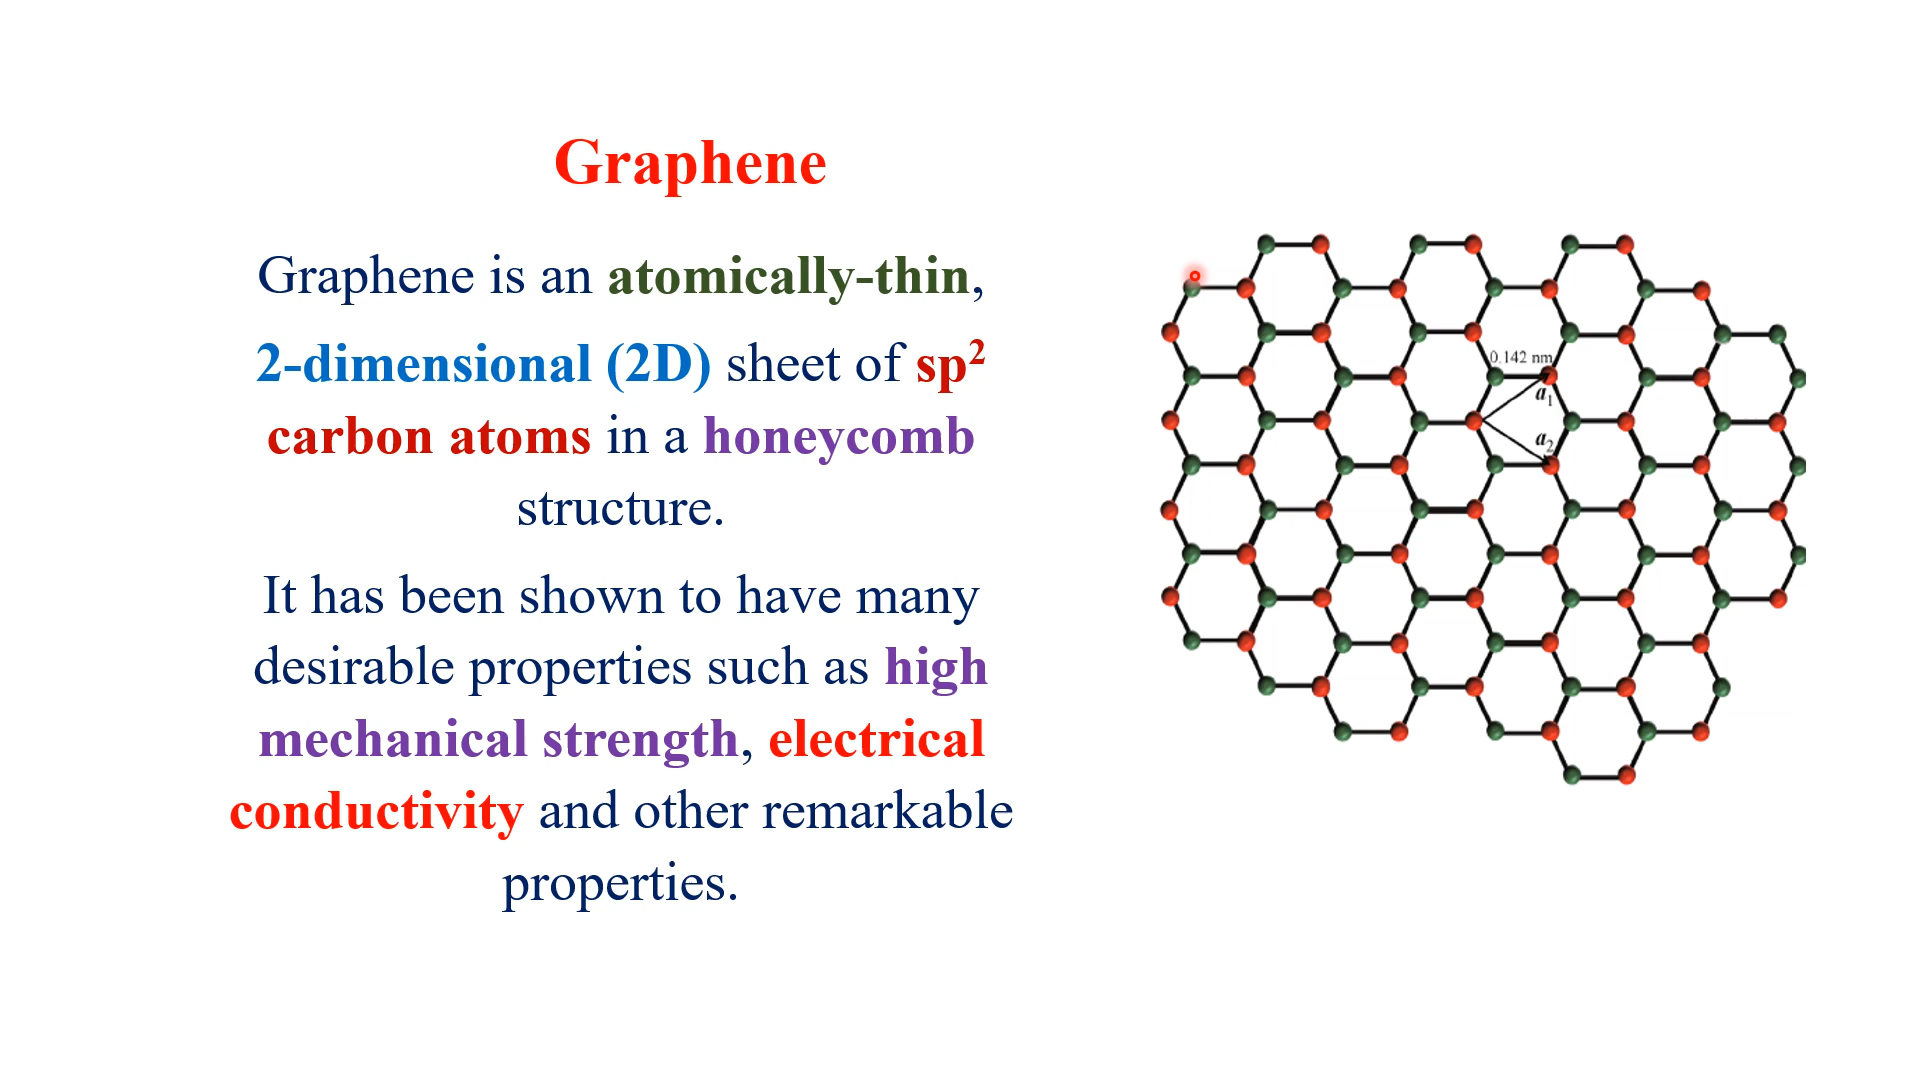 Graphene
Graphene is an atomically-thin,
2-dimensional (2D) sheet of sp²
carbon atoms in a honeycomb
structure.
It has been shown to have many
desirable properties such as high
mechanical strength, electrical
conductivity and other remarkable
properties.
0.142 nm
a₁
a₂